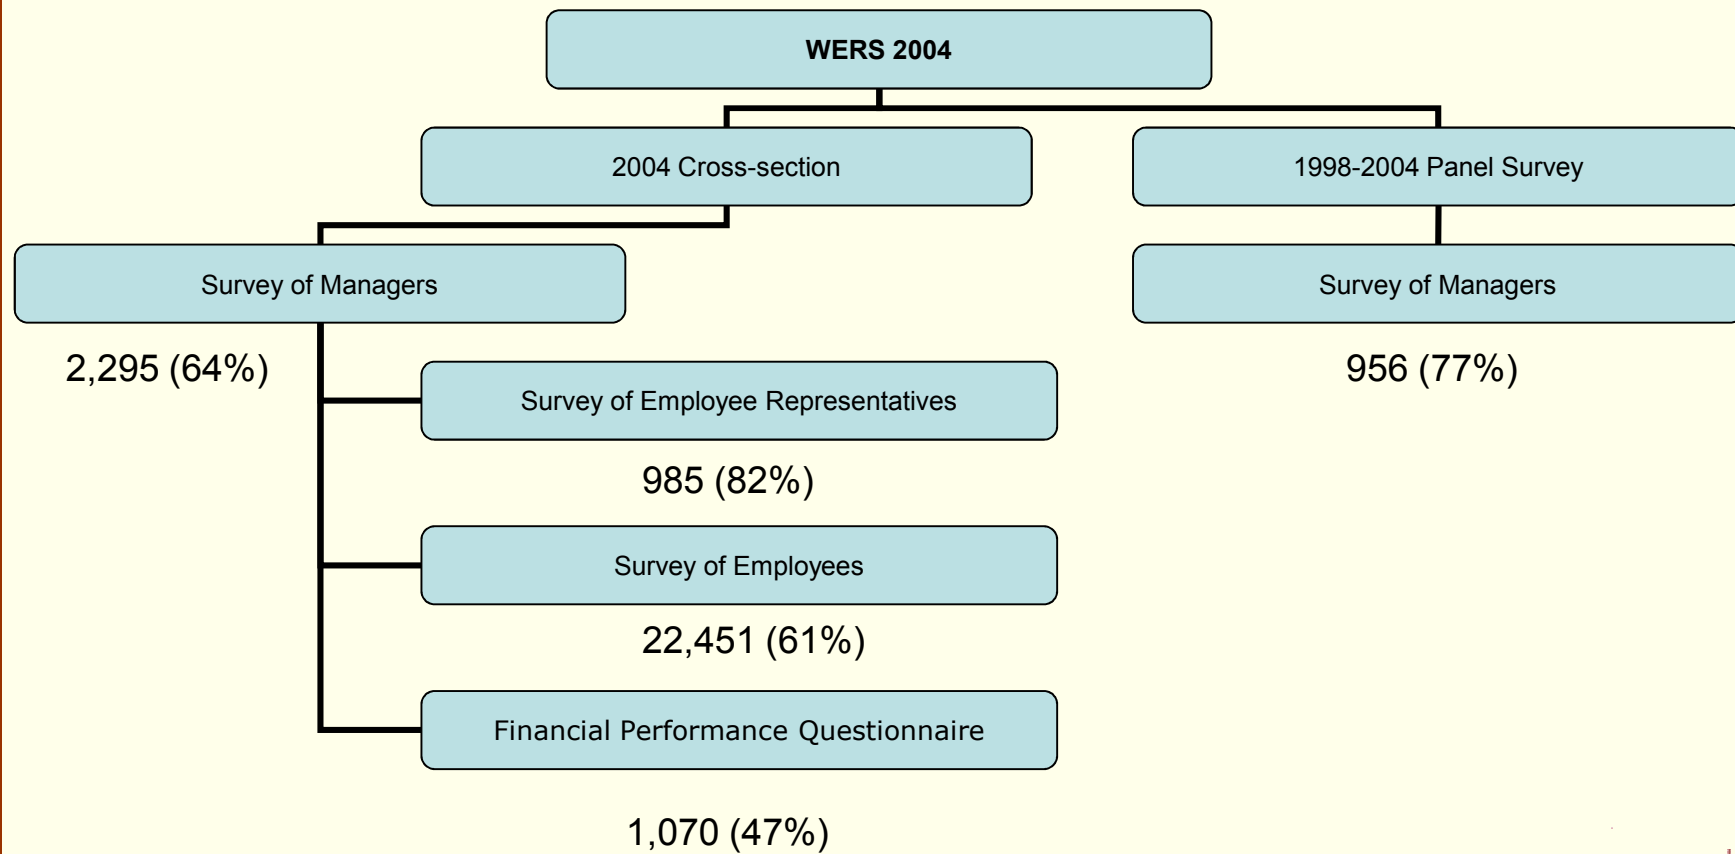 WERS 2004
2004 Cross-section
1998-2004 Panel Survey
Survey of Managers
Survey of Managers
2,295 (64%)
956 (77%)
Survey of Employee Representatives
985 (82%)
Survey of Employees
22,451 (61%)
Financial Performance Questionnaire
1,070 (47%)